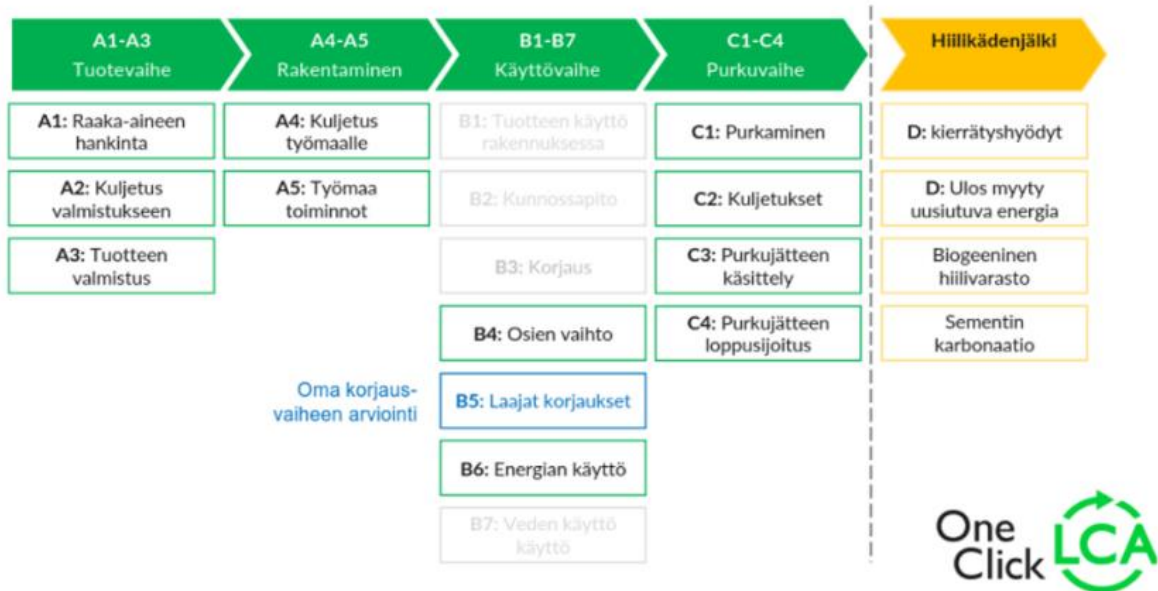 A1-A3
Tuotevaihe
A4-A5
Rakentaminen
B1-B7
Käyttövaihe
C1-C4
Purkuvaihe
Hiilikädenjälki
A1: Raaka-aineen
hankinta
A2: Kuljetus
valmistukseen
A3: Tuotteen
valmistus
A4: Kuljetus
työmaalle
A5: Työmaa
toiminnot
B1: Tuotteen käyttö
rakennuksessa
B2: Kunnossapito
B3: Korjaus
B4: Osien vaihto
Oma korjaus-
vaiheen arviointi
B5: Laajat korjaukset
B6: Energian käyttö
B7: Veden käyttö
käyttö
C1: Purkaminen
C2: Kuljetukset
C3: Purkujätteen
käsittely
C4: Purkujätteen
loppusijoitus
D: kierrätyshyödyt
D: Ulos myyty
uusiutuva energia
Biogeeninen
hiilivarasto
Sementin
karbonaatio
One
Click
LCA